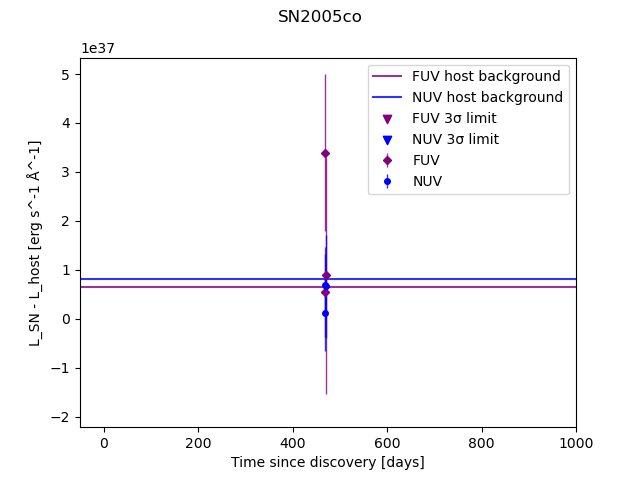 SN2005co
1e37
5
4
3
2
1
0
−1
−2
L_SN - L_host [erg s^-1 Å^-1]
FUV host background
NUV host background
FUV 3σ limit
NUV 3σ limit
FUV
NUV
0 200 400 600 800 1000
Time since discovery [days]